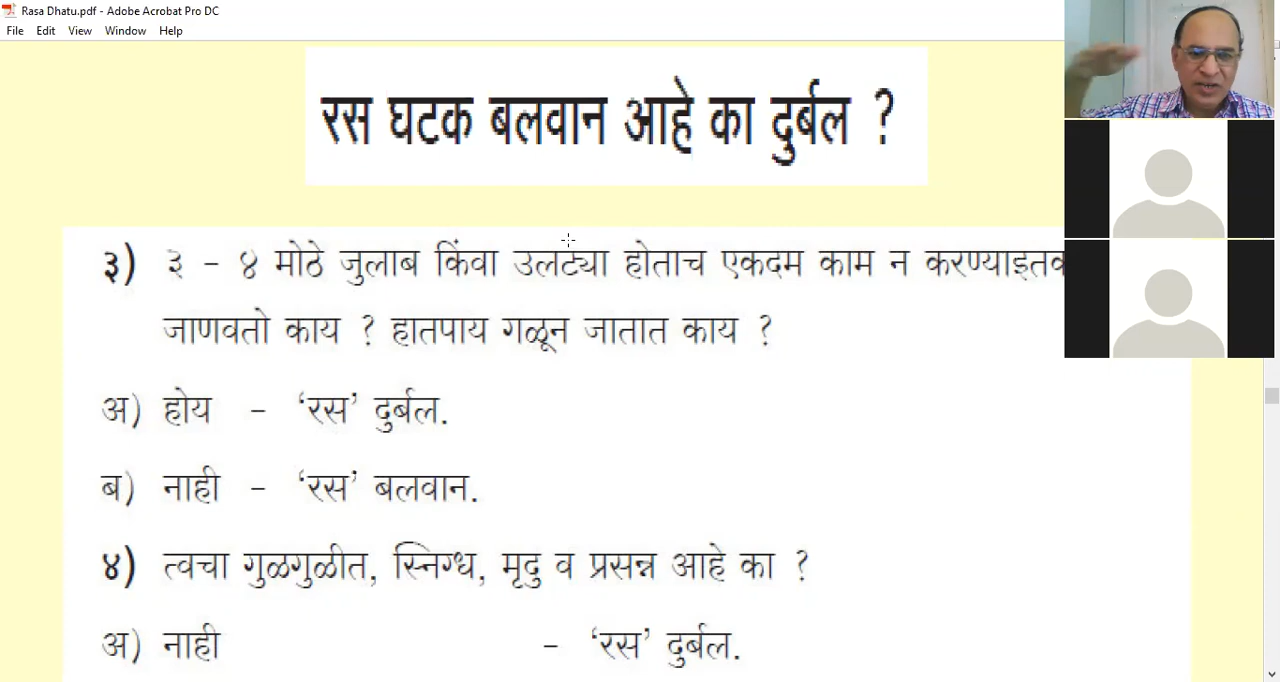 Rasa Dhatu.pdf - Adobe Acrobat Pro DC
File Edit View Window Help
रस घटक बलवान आहे का दुर्बल ?
३) ३ - ४ मोठे जुलाब किंवा उलट्या होताच एकदम काम न करण्याइतक
जाणवतो काय ? हातपाय गळून जातात काय ?
अ) होय - ‘रस’ दुर्बल.
ब) नाही - ‘रस’ बलवान.
४) त्वचा गुळगुळीत, स्निग्ध, मृदु व प्रसन्न आहे का ?
अ) नाही - ‘रस’ दुर्बल.